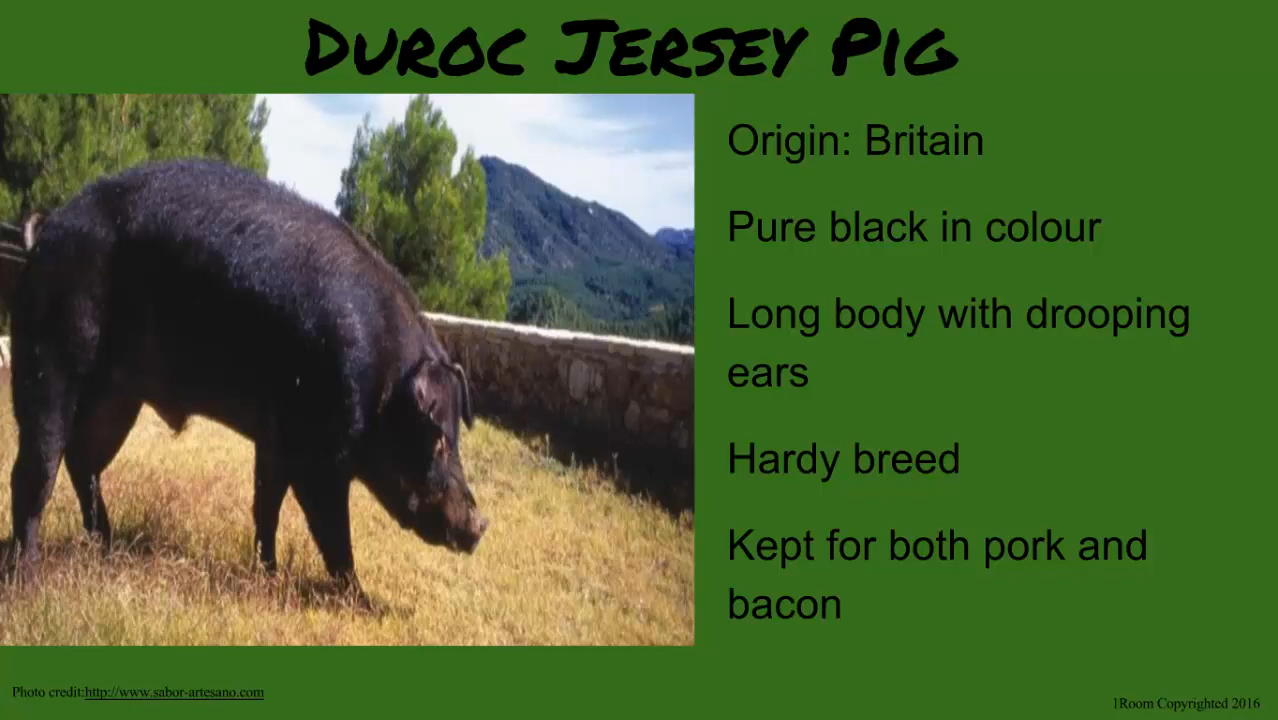 Duroc Jersey Pig
Origin: Britain
Pure black in colour
Long body with drooping
ears
Hardy breed
Kept for both pork and
bacon
Photo credit:http://www.sabor-artesano.com
1Room Copyrighted 2016